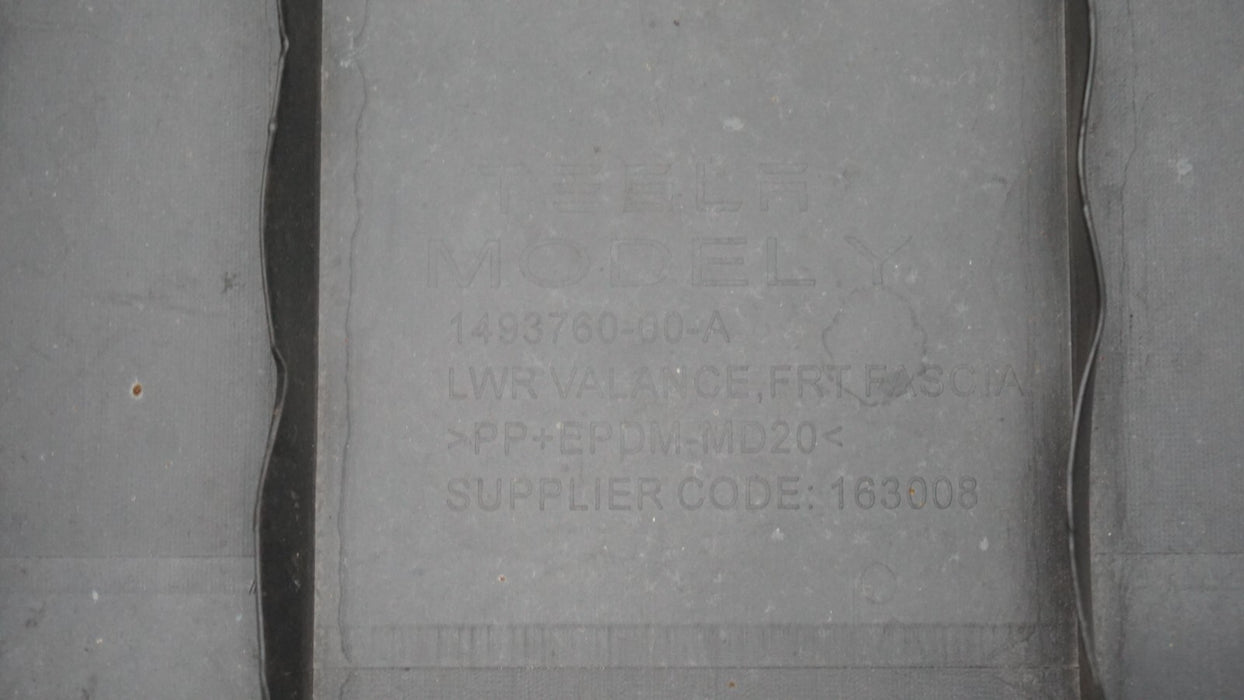 TESLA
MODEL Y
1493760-00-A
LWR VALANCE,FRT FASCIA
>PP+EPDM-MD20<
SUPPLIER CODE: 163008